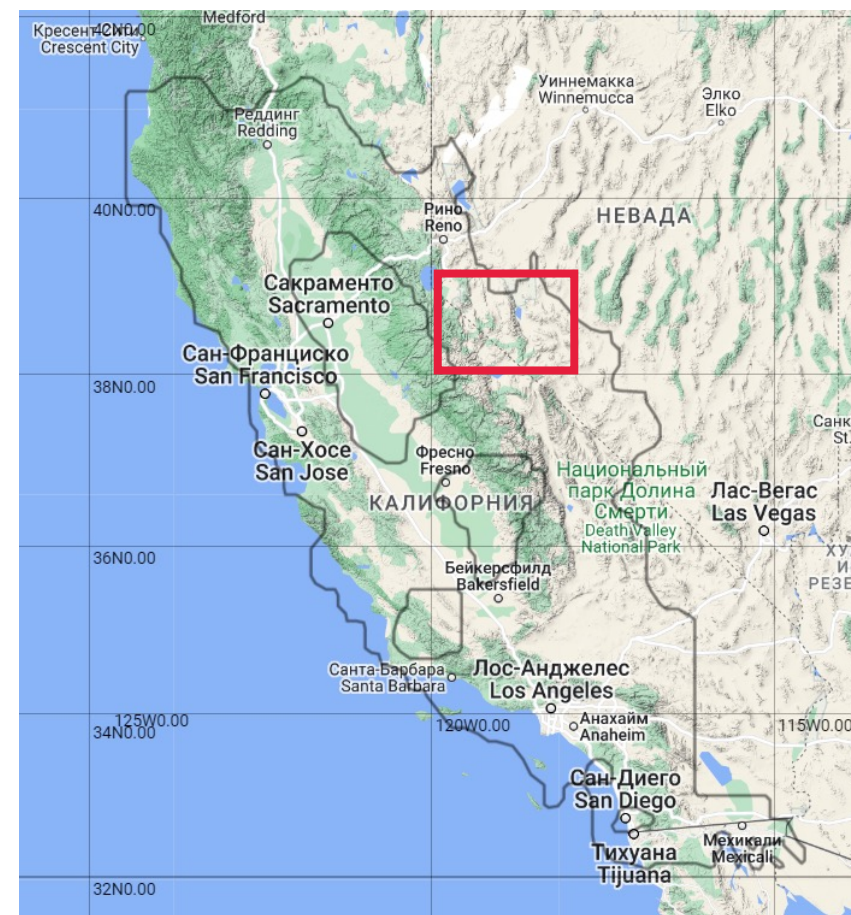 Medford
42N0.00
Кресент-Сити
Crescent City
Уиннемакка
Winnemucca
Элко
Elko
Реддинг
Redding
40N0.00
Рино
Reno
НЕВАДА
Сакраменто
Sacramento
Сан-Франциско
San Francisco
38N0.00
Санк
St.
Сан-Хосе
San Jose
Фресно
Fresno
КАЛИФОРНИЯ
Национальный
парк Долина
Смерти
Death Valley
National Park
Лас-Вегас
Las Vegas
36N0.00
ХУ
И
РЕЗЕ
Бейкерсфилд
Bakersfield
Санта-Барбара
Santa Barbara
Лос-Анджелес
Los Angeles
125W0.00
120W0.00
115W0.00
34N0.00
Анахайм
Anaheim
Сан-Диего
San Diego
Тихуана
Tijuana
Мехикали
Mexicali
32N0.00